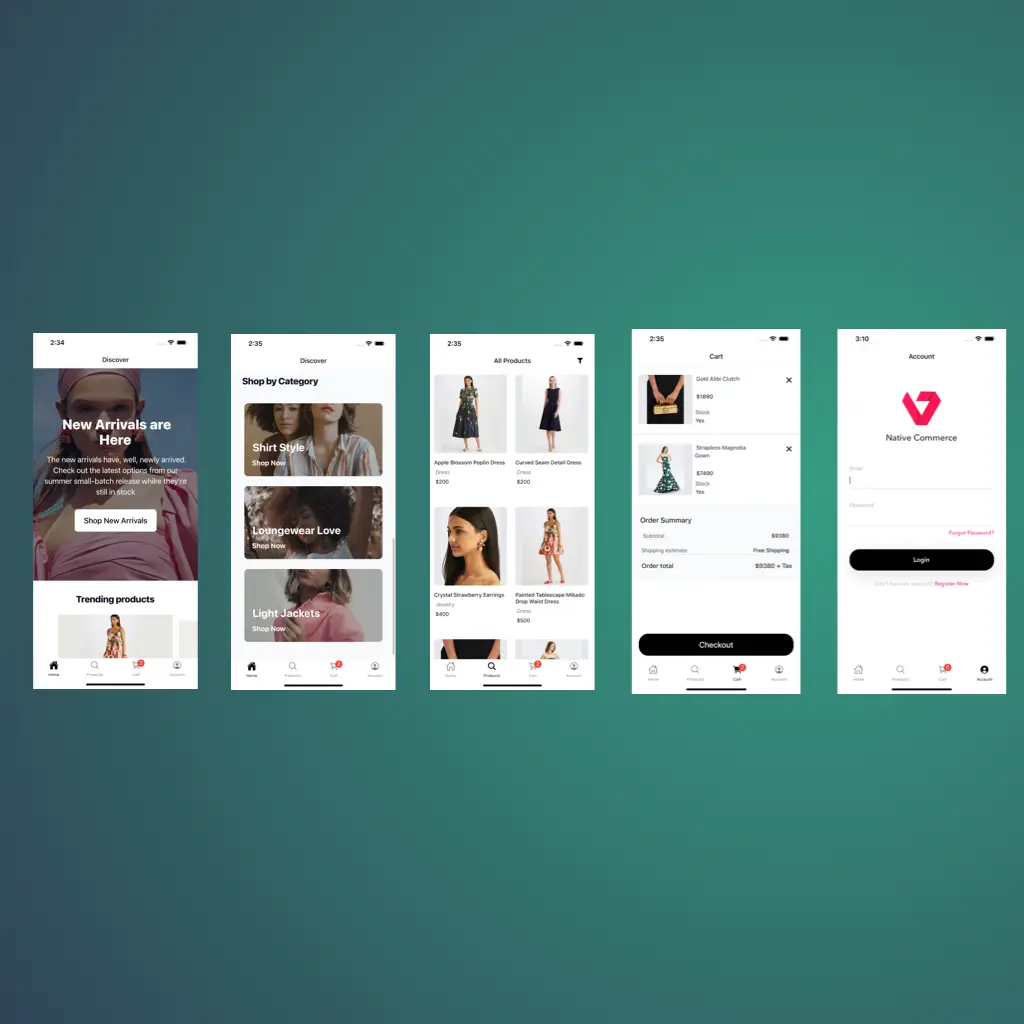 2:34
Discover
New Arrivals are
Here
The new arrivals have, well, newly arrived.
Check out the latest options from our
summer small-batch release while they're
still in stock
Shop New Arrivals
Trending products
2
Home
Products
Cart
Account
2:35
Discover
Shop by Category
Shirt Style
Shop Now
Loungewear Love
Shop Now
Light Jackets
Shop Now
2
Home
Products
Cart
Account
2:35
All Products
Apple Blossom Poplin Dress
Dress
$200
Curved Seam Detail Dress
Dress
$200
Crystal Strawberry Earrings
Jewelry
$400
Painted Tablescape Mikado
Drop Waist Dress
Dress
$500
2
Home
Products
Cart
Account
2:35
Cart
Gold Alibi Clutch
$1890
Stock
Yes
Strapless Magnolia
Gown
$7490
Stock
Yes
Order Summary
Subtotal $9380
Shipping estimate Free Shipping
Order total $9380 + Tax
Checkout
2
Home
Products
Cart
Account
3:10
Account
Native Commerce
Email
Password
Forgot Password?
Login
Don't have an account? Register Now
0
Home
Products
Cart
Account